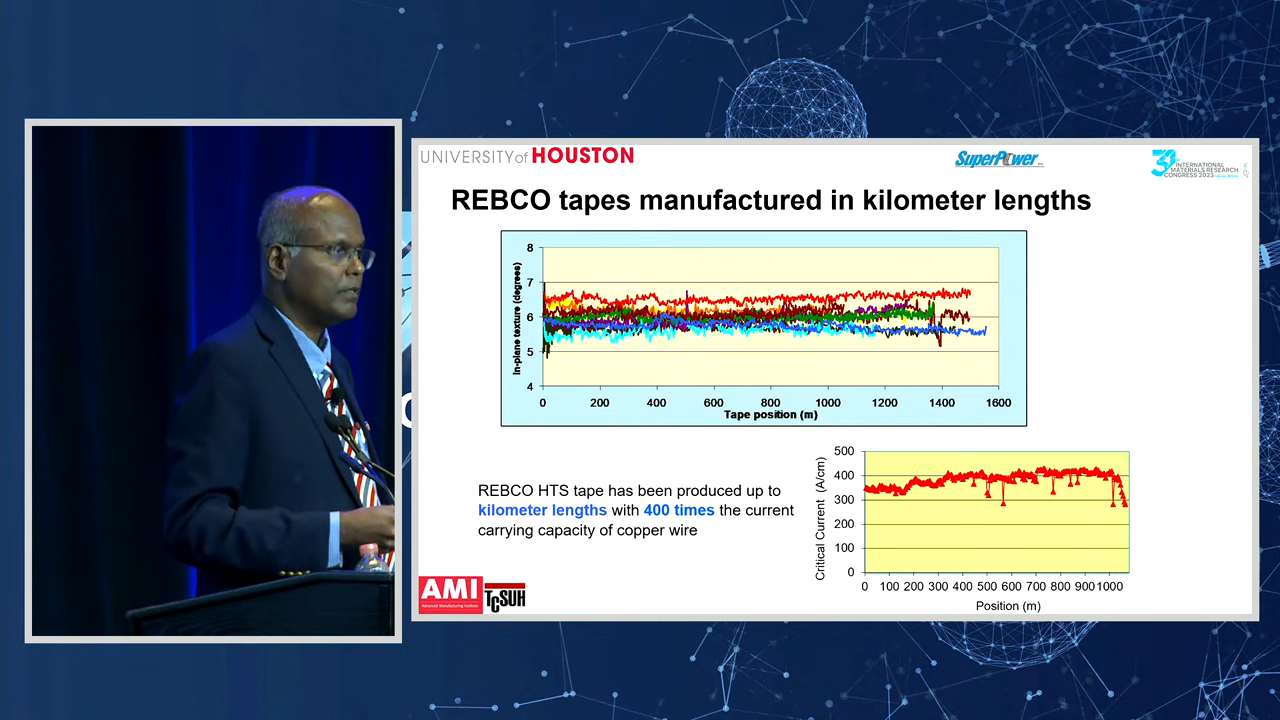 UNIVERSITY of HOUSTON
SuperPower Inc.
31st INTERNATIONAL
MATERIALS RESEARCH
CONGRESS 2023
REBCO tapes manufactured in kilometer lengths
In-plane texture (degrees)
8
7
6
5
4
0 200 400 600 800 1000 1200 1400 1600
Tape position (m)
REBCO HTS tape has been produced up to
kilometer lengths with 400 times the current
carrying capacity of copper wire
Critical Current (A/cm)
500
400
300
200
100
0
0 100 200 300 400 500 600 700 800 900 1000
Position (m)
AMI
Advanced Manufacturing Institute
TCSUH